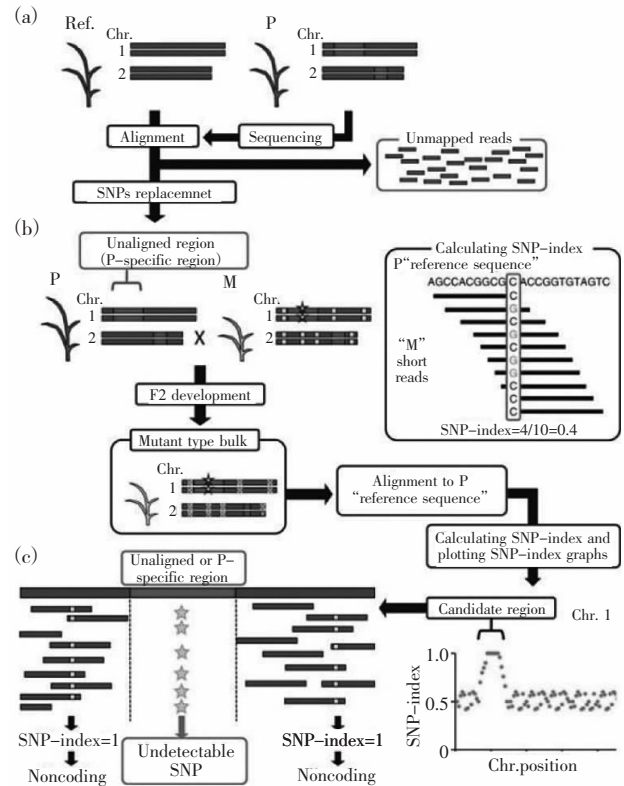 (a)
Ref.
P
Chr.
1
2
Chr.
1
2
Alignment
Sequencing
Unmapped reads
SNPs replacemnet
(b)
Unaligned region
(P-specific region)
P
M
Chr.
1
2
X
Chr.
1
2
Calculating SNP-index
P"reference sequence"
AGCCACGGCGCACCGGTGTAGTC
C
G
C
G
C
G
G
C
C
C
"M"
short
reads
SNP-index=4/10=0.4
F2 development
Mutant type bulk
Chr.
1
2
Alignment to P
"reference sequence"
Calculating SNP-index and
plotting SNP-index graphs
(c)
Unaligned or P-
specific region
Candidate region
Chr. 1
SNP-index
1.0
0.5
0
Chr.position
SNP-index=1
Noncoding
Undetectable
SNP
SNP-index=1
Noncoding